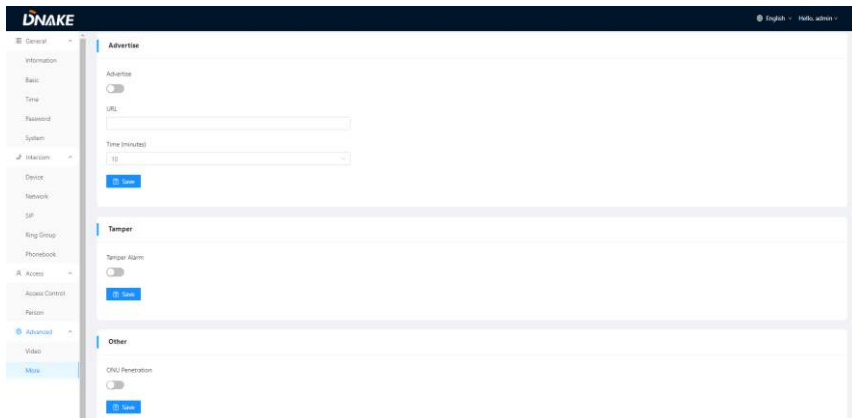 DNAKE
English
Hello, admin
General
Information
Basic
Time
Password
System
Intercom
Device
Network
SIP
Ring Group
Phonebook
Access
Access Control
Person
Advanced
Video
More
Advertise
Advertise
URL
Time (minutes)
10
Save
Tamper
Tamper Alarm
Save
Other
ONU Penetration
Save